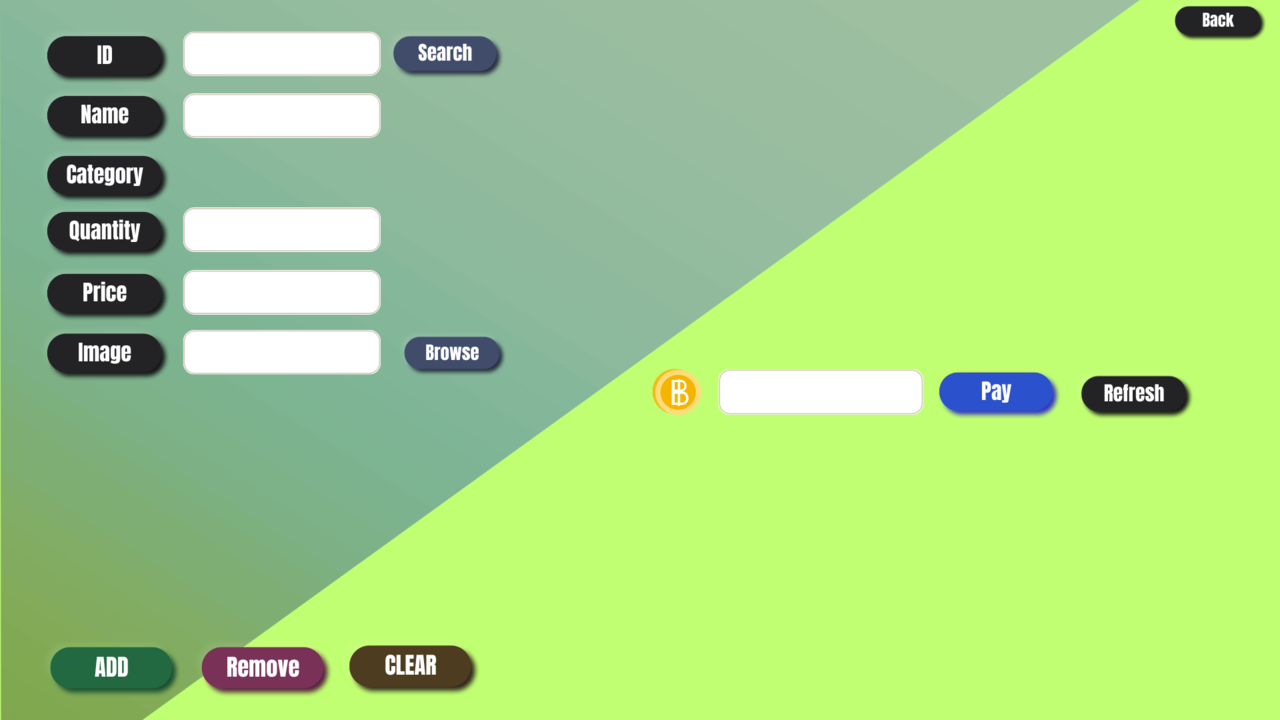 Back
ID
Search
Name
Category
Quantity
Price
Image
Browse
B
Pay
Refresh
ADD
Remove
CLEAR